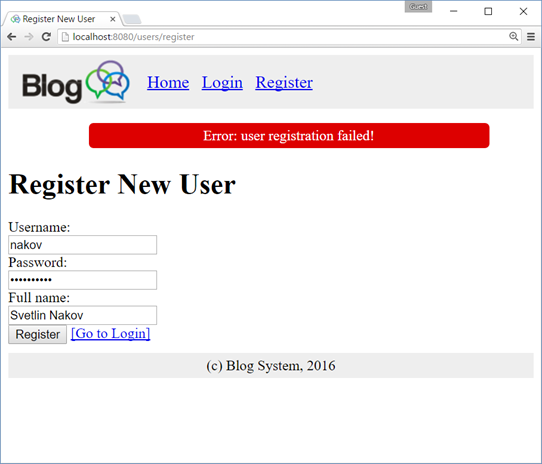 Guest
Register New User
localhost:8080/users/register
Blog Home Login Register
Error: user registration failed!
Register New User
Username:
nakov
Password:
••••••••••
Full name:
Svetlin Nakov
Register [Go to Login]
(c) Blog System, 2016